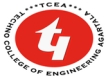 ★ TCEA ★
TECHNO COLLEGE OF ENGINEERING AGARTALA